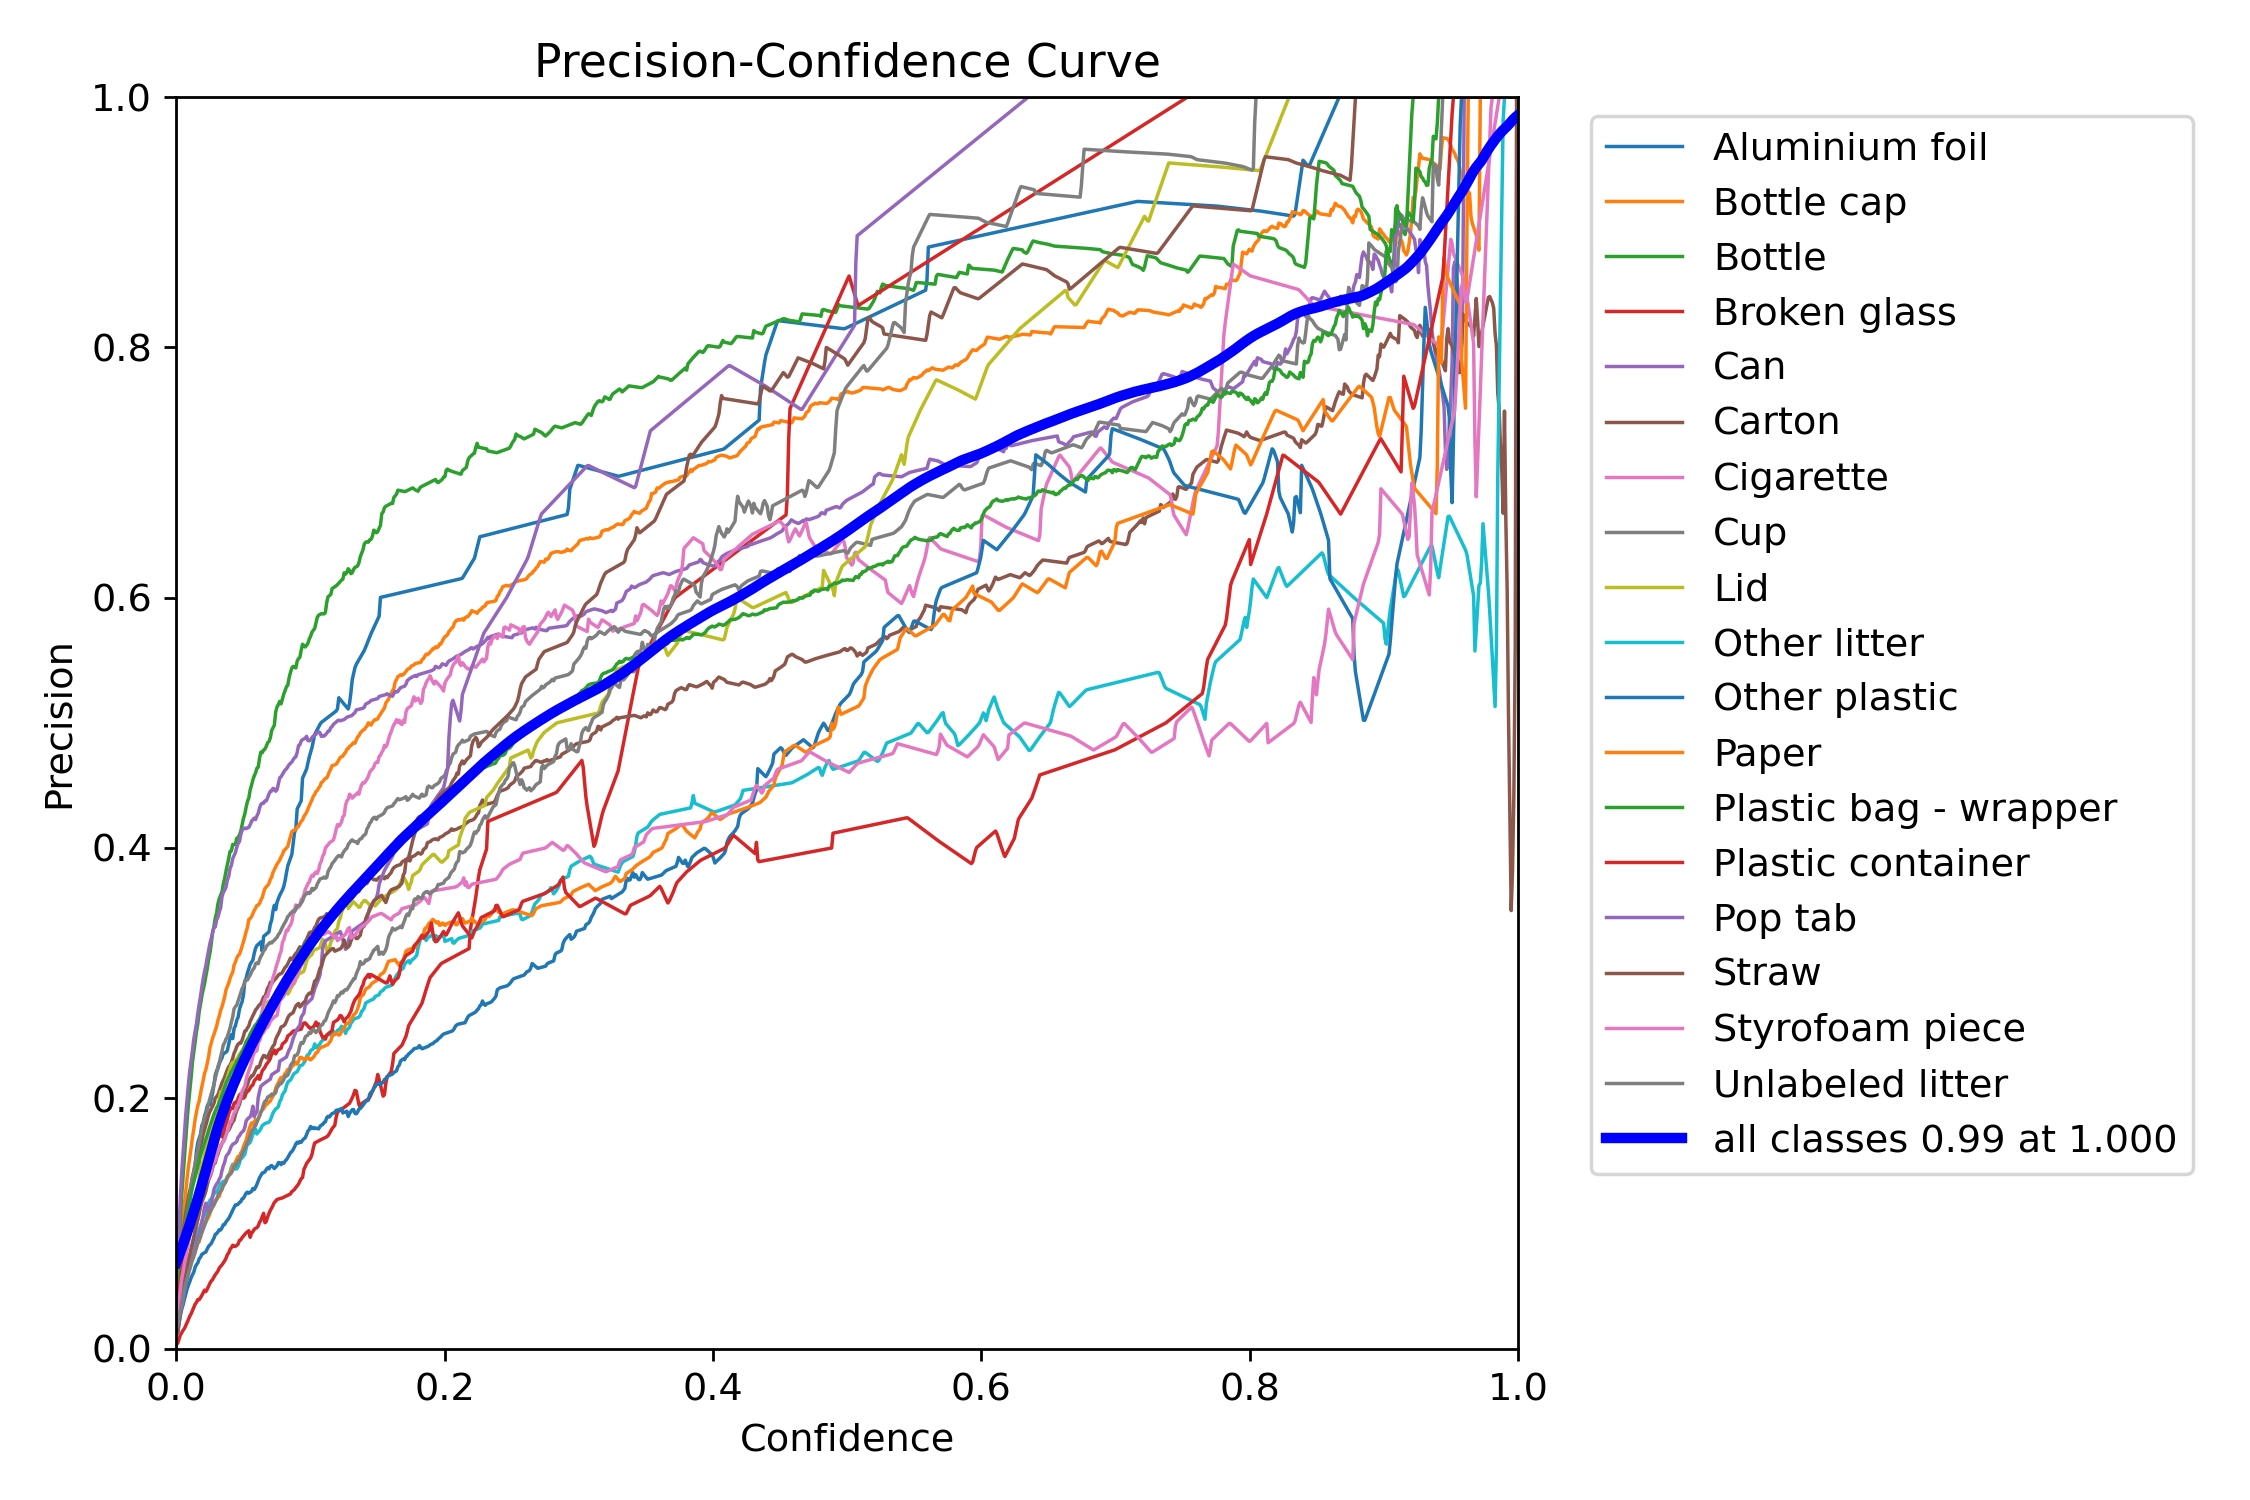 Precision-Confidence Curve
1.0
0.8
0.6
0.4
0.2
0.0
Precision
0.0 0.2 0.4 0.6 0.8 1.0
Confidence
Aluminium foil
Bottle cap
Bottle
Broken glass
Can
Carton
Cigarette
Cup
Lid
Other litter
Other plastic
Paper
Plastic bag - wrapper
Plastic container
Pop tab
Straw
Styrofoam piece
Unlabeled litter
all classes 0.99 at 1.000